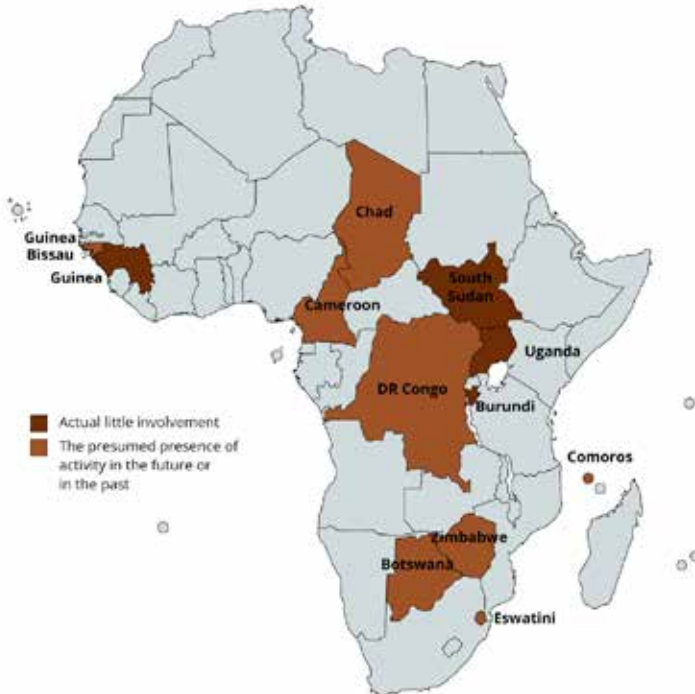 Chad
Guinea
Bissau
Guinea
South
Sudan
Cameroon
Uganda
DR Congo
Burundi
Actual little involvement
The presumed presence of
activity in the future or
in the past
Comoros
Zimbabwe
Botswana
Eswatini